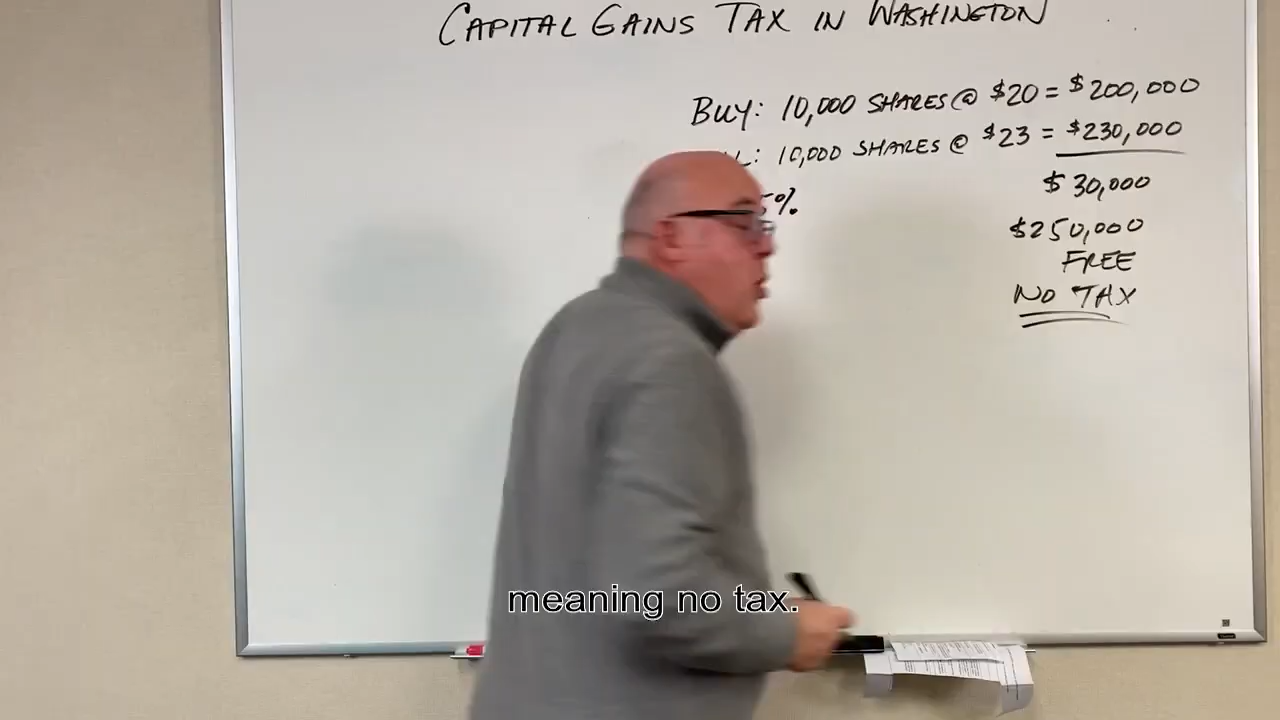 CAPITAL GAINS TAX IN WASHINGTON
BUY: 10,000 SHARES @ $20 = $200,000
L: 10,000 SHARES @ $23 = $230,000
5%
$30,000
$250,000
FREE
NO TAX
meaning no tax.